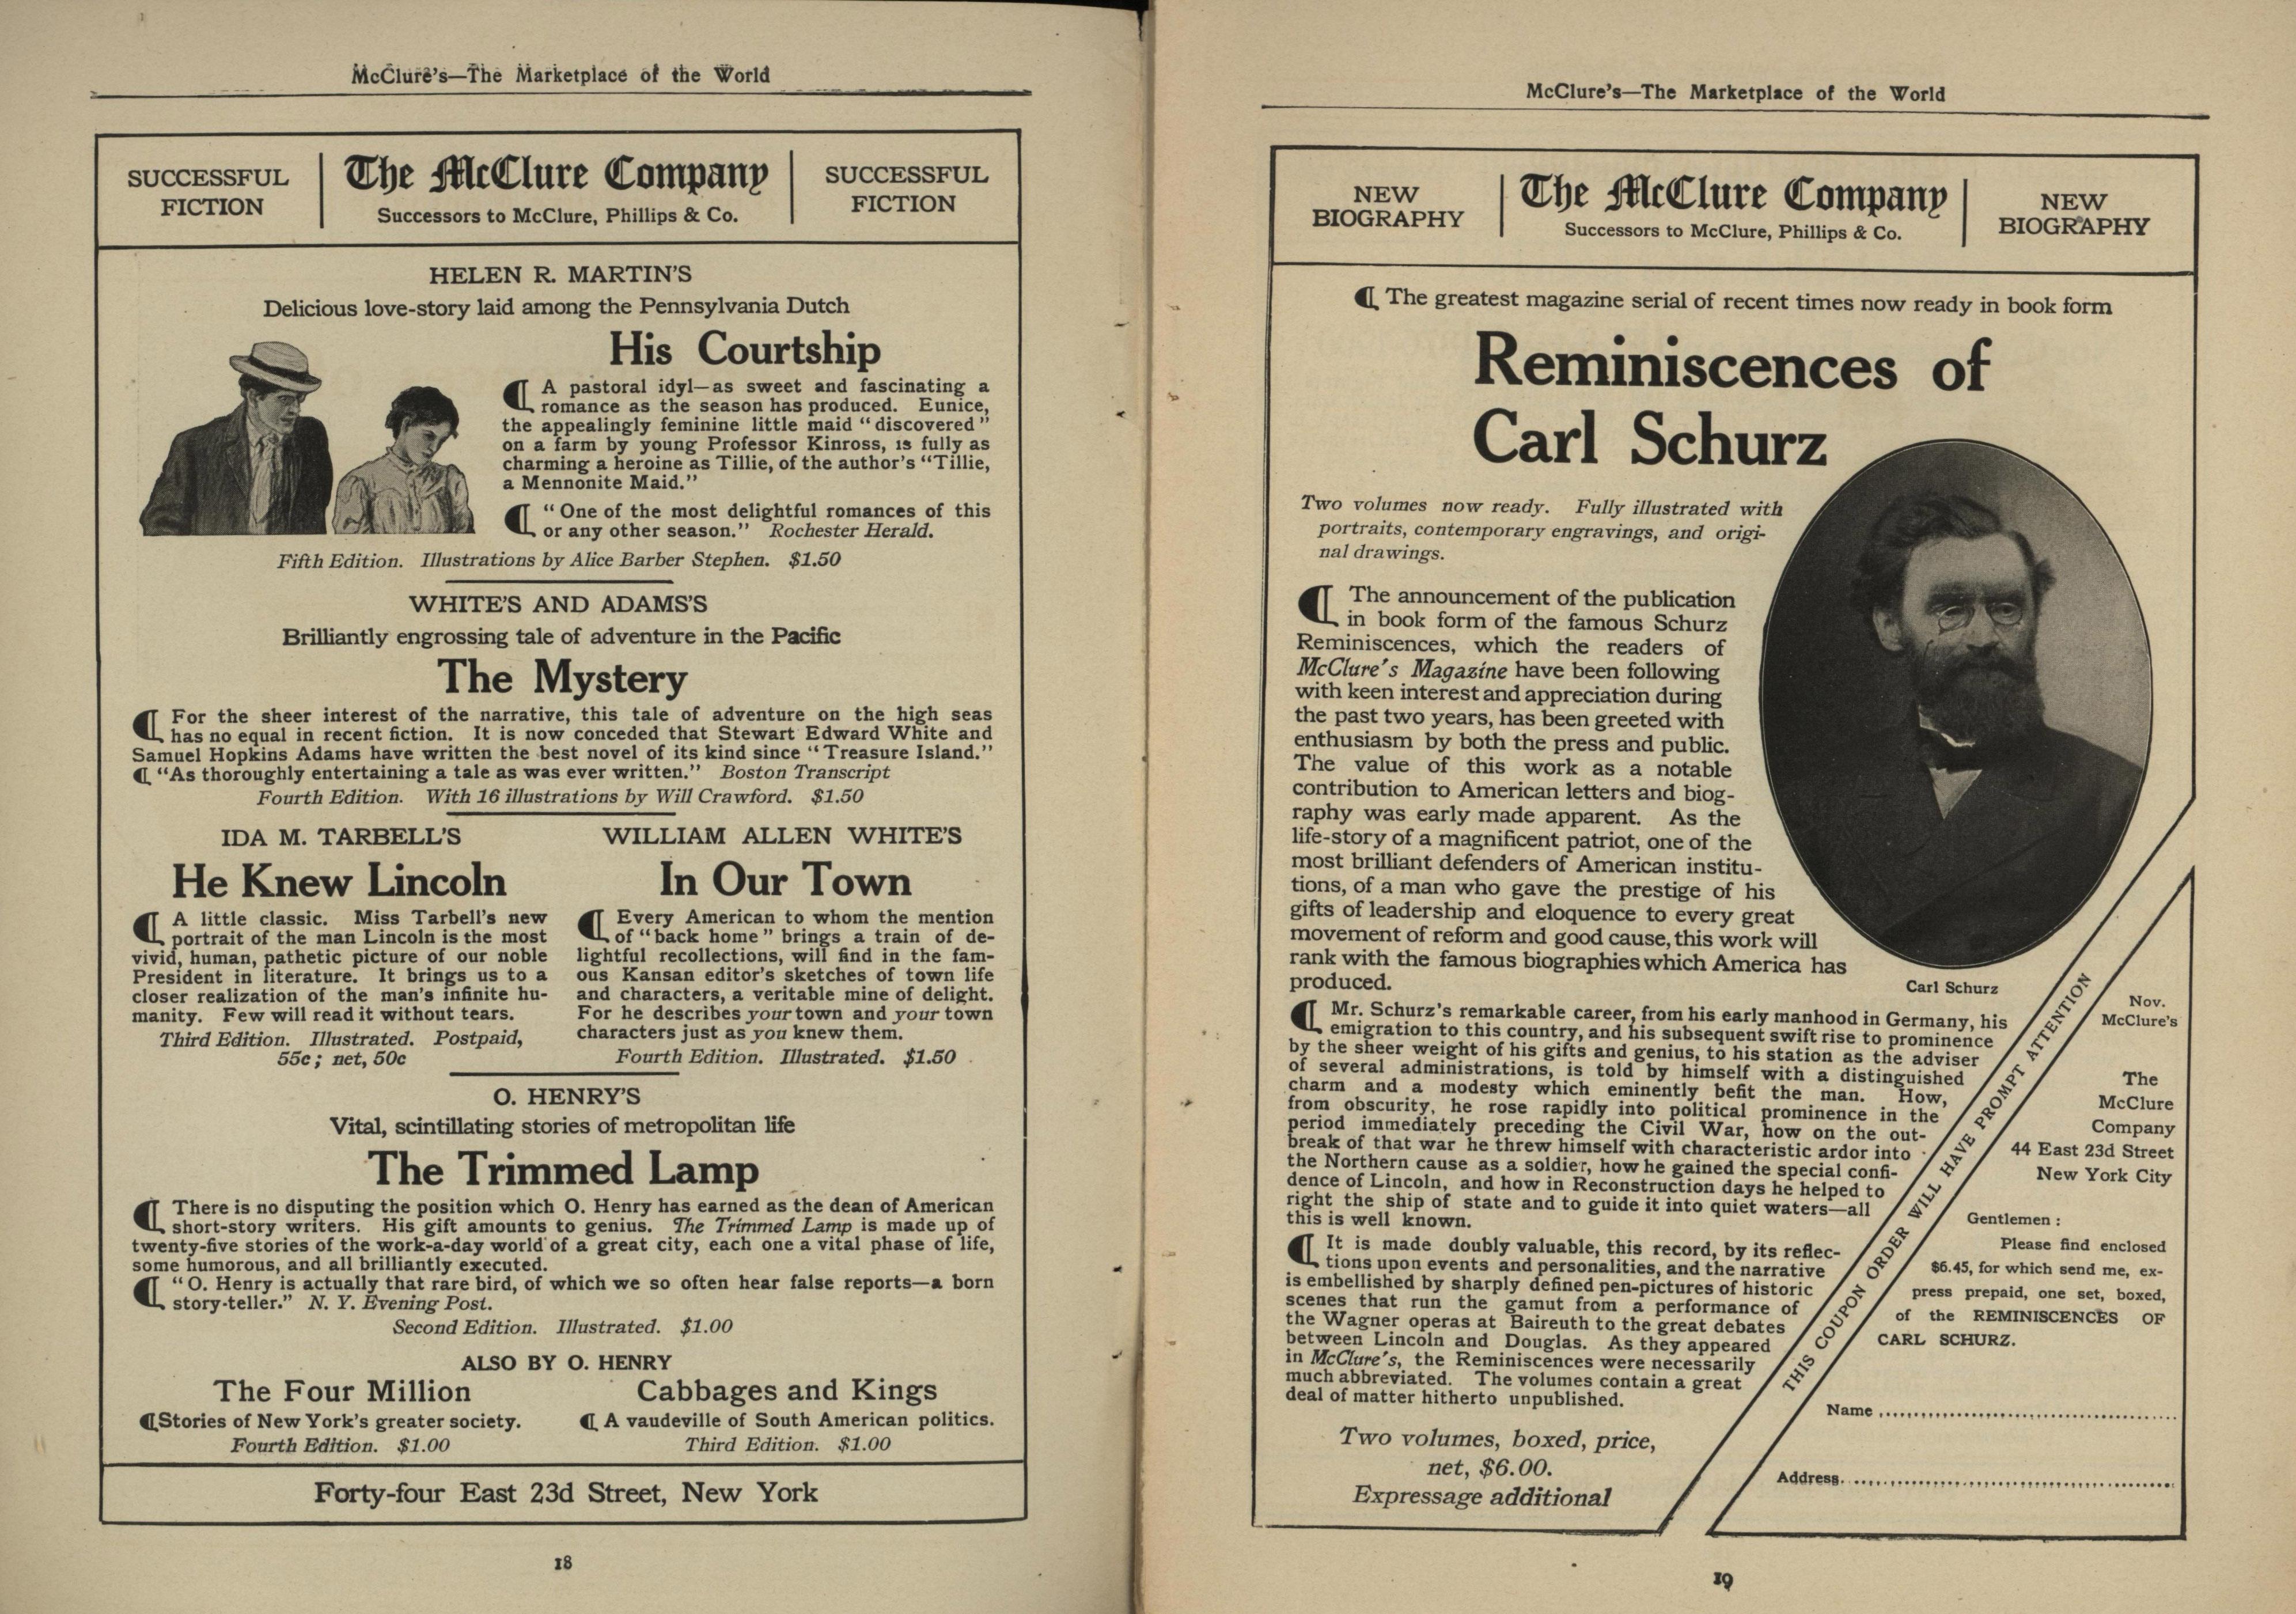 McClure's—The Marketplace of the World
SUCCESSFUL
FICTION
The McClure Company
Successors to McClure, Phillips & Co.
SUCCESSFUL
FICTION
HELEN R. MARTIN'S
Delicious love-story laid among the Pennsylvania Dutch
His Courtship
¶ A pastoral idyl—as sweet and fascinating a
romance as the season has produced. Eunice,
the appealingly feminine little maid "discovered"
on a farm by young Professor Kinross, is fully as
charming a heroine as Tillie, of the author's "Tillie,
a Mennonite Maid."
¶ "One of the most delightful romances of this
or any other season." Rochester Herald.
Fifth Edition. Illustrations by Alice Barber Stephen. $1.50
WHITE'S AND ADAMS'S
Brilliantly engrossing tale of adventure in the Pacific
The Mystery
¶ For the sheer interest of the narrative, this tale of adventure on the high seas
has no equal in recent fiction. It is now conceded that Stewart Edward White and
Samuel Hopkins Adams have written the best novel of its kind since "Treasure Island."
¶ "As thoroughly entertaining a tale as was ever written." Boston Transcript
Fourth Edition. With 16 illustrations by Will Crawford. $1.50
IDA M. TARBELL'S
He Knew Lincoln
¶ A little classic. Miss Tarbell's new
portrait of the man Lincoln is the most
vivid, human, pathetic picture of our noble
President in literature. It brings us to a
closer realization of the man's infinite hu-
manity. Few will read it without tears.
Third Edition. Illustrated. Postpaid,
55c; net, 50c
WILLIAM ALLEN WHITE'S
In Our Town
¶ Every American to whom the mention
of "back home" brings a train of de-
lightful recollections, will find in the fam-
ous Kansan editor's sketches of town life
and characters, a veritable mine of delight.
For he describes your town and your town
characters just as you knew them.
Fourth Edition. Illustrated. $1.50
O. HENRY'S
Vital, scintillating stories of metropolitan life
The Trimmed Lamp
¶ There is no disputing the position which O. Henry has earned as the dean of American
short-story writers. His gift amounts to genius. The Trimmed Lamp is made up of
twenty-five stories of the work-a-day world of a great city, each one a vital phase of life,
some humorous, and all brilliantly executed.
¶ "O. Henry is actually that rare bird, of which we so often hear false reports—a born
story-teller." N. Y. Evening Post.
Second Edition. Illustrated. $1.00
ALSO BY O. HENRY
The Four Million
¶ Stories of New York's greater society.
Fourth Edition. $1.00
Cabbages and Kings
¶ A vaudeville of South American politics.
Third Edition. $1.00
Forty-four East 23d Street, New York
18
McClure's—The Marketplace of the World
NEW
BIOGRAPHY
The McClure Company
Successors to McClure, Phillips & Co.
NEW
BIOGRAPHY
¶ The greatest magazine serial of recent times now ready in book form
Reminiscences of
Carl Schurz
Two volumes now ready. Fully illustrated with
portraits, contemporary engravings, and origi-
nal drawings.
¶ The announcement of the publication
in book form of the famous Schurz
Reminiscences, which the readers of
McClure's Magazine have been following
with keen interest and appreciation during
the past two years, has been greeted with
enthusiasm by both the press and public.
The value of this work as a notable
contribution to American letters and biog-
raphy was early made apparent. As the
life-story of a magnificent patriot, one of the
most brilliant defenders of American institu-
tions, of a man who gave the prestige of his
gifts of leadership and eloquence to every great
movement of reform and good cause, this work will
rank with the famous biographies which America has
produced.
Carl Schurz
¶ Mr. Schurz's remarkable career, from his early manhood in Germany, his
emigration to this country, and his subsequent swift rise to prominence
by the sheer weight of his gifts and genius, to his station as the adviser
of several administrations, is told by himself with a distinguished
charm and a modesty which eminently befit the man. How,
from obscurity, he rose rapidly into political prominence in the
period immediately preceding the Civil War, how on the out-
break of that war he threw himself with characteristic ardor into
the Northern cause as a soldier, how he gained the special confi-
dence of Lincoln, and how in Reconstruction days he helped to
right the ship of state and to guide it into quiet waters—all
this is well known.
¶ It is made doubly valuable, this record, by its reflec-
tions upon events and personalities, and the narrative
is embellished by sharply defined pen-pictures of historic
scenes that run the gamut from a performance of
the Wagner operas at Baireuth to the great debates
between Lincoln and Douglas. As they appeared
in McClure's, the Reminiscences were necessarily
much abbreviated. The volumes contain a great
deal of matter hitherto unpublished.
Two volumes, boxed, price,
net, $6.00.
Expressage additional
THIS COUPON ORDER WILL HAVE PROMPT ATTENTION
Nov.
McClure's
The
McClure
Company
44 East 23d Street
New York City
Gentlemen:
Please find enclosed
$6.45, for which send me, ex-
press prepaid, one set, boxed,
of the REMINISCENCES OF
CARL SCHURZ.
Name
Address
19